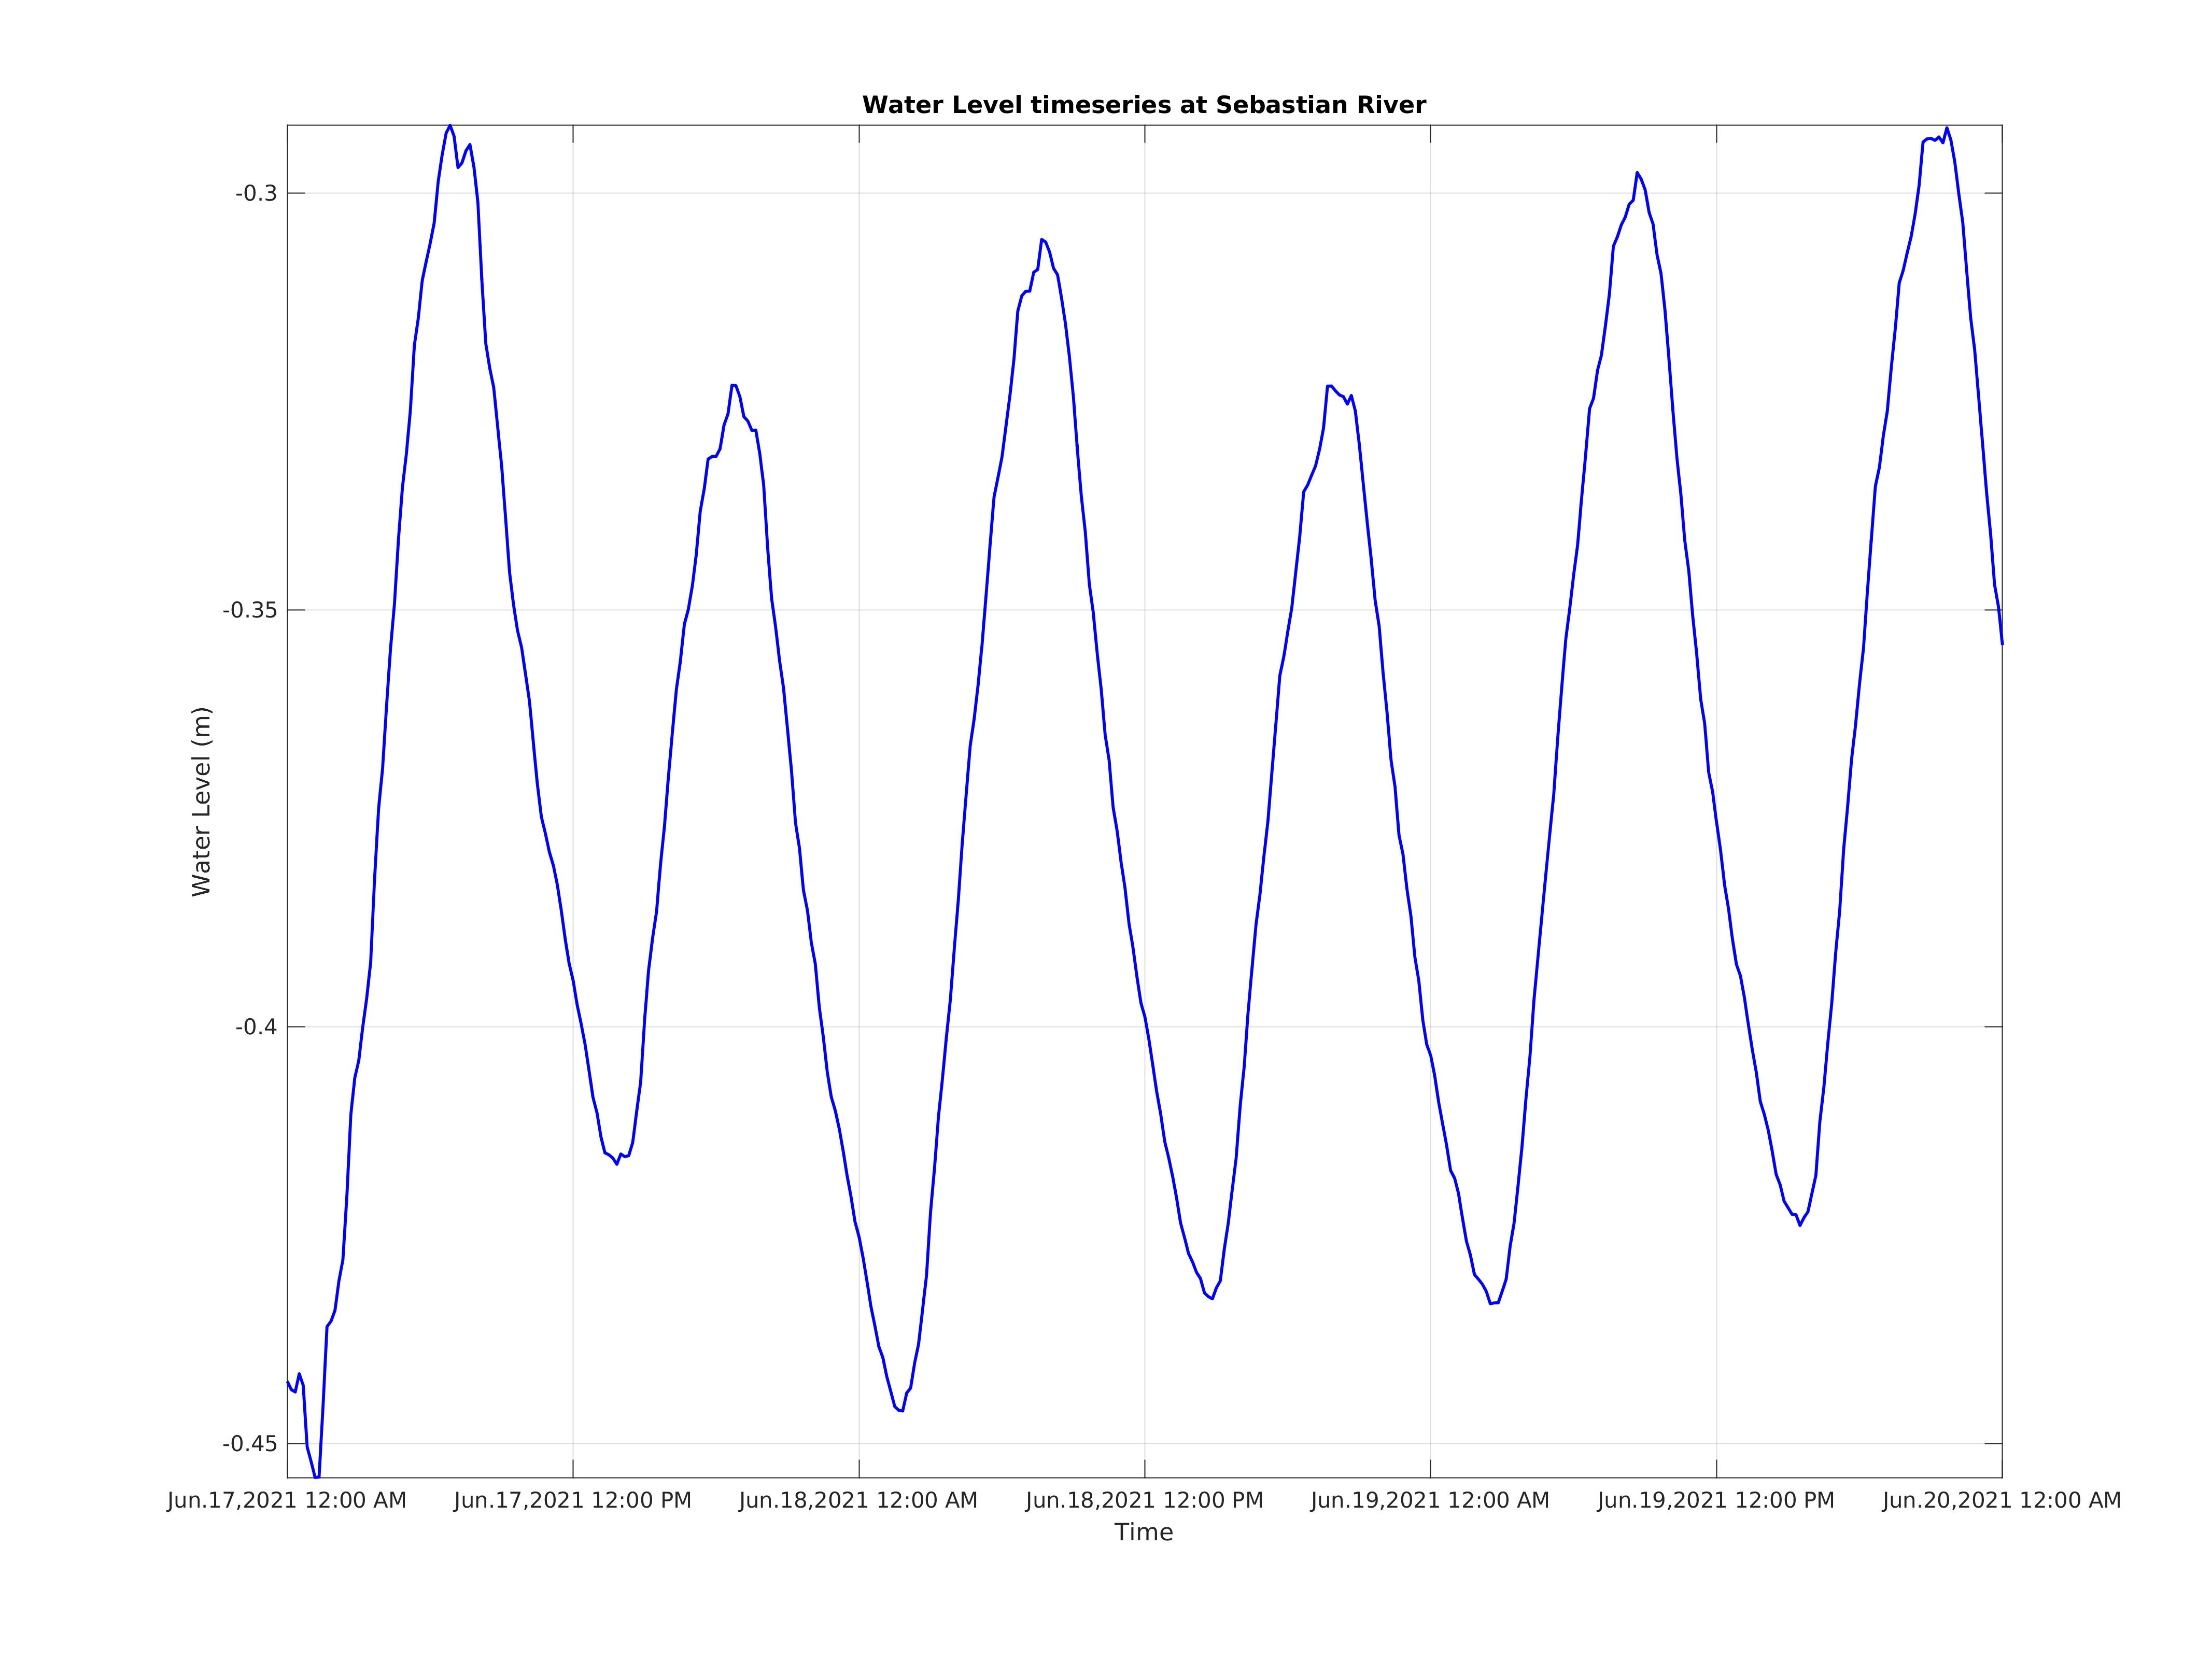 Water Level timeseries at Sebastian River
-0.3
-0.35
-0.4
-0.45
Water Level (m)
Jun.17,2021 12:00 AM Jun.17,2021 12:00 PM Jun.18,2021 12:00 AM Jun.18,2021 12:00 PM Jun.19,2021 12:00 AM Jun.19,2021 12:00 PM Jun.20,2021 12:00 AM
Time